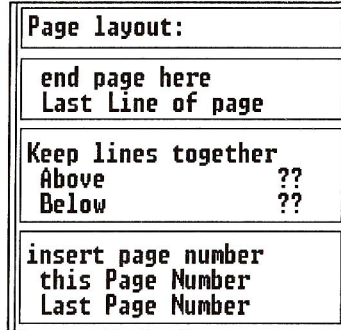 Page layout:
end page here
Last Line of page
Keep lines together
Above ??
Below ??
insert page number
this Page Number
Last Page Number